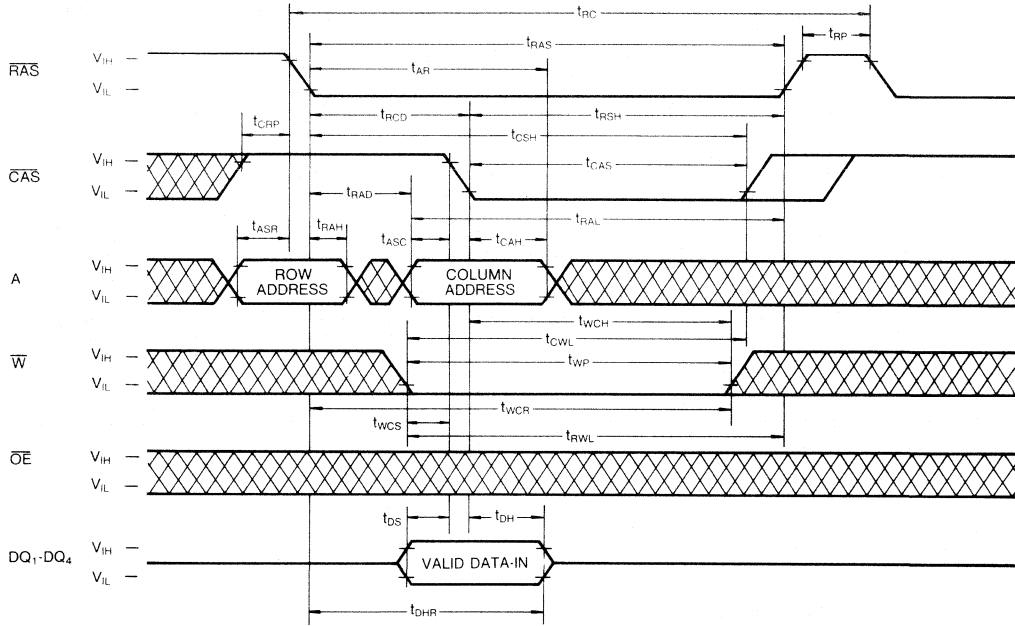 tRC
tRP
tRAS
tAR
RAS
VIH
VIL
tRCD
tRSH
tCRP
tCSH
tCAS
CAS
VIH
VIL
tRAD
tRAL
tASR
tRAH
tASC
tCAH
A
VIH
VIL
ROW
ADDRESS
COLUMN
ADDRESS
tWCH
tCWL
tWP
W
VIH
VIL
tWCR
tWCS
tRWL
OE
VIH
VIL
tDS
tDH
DQ1-DQ4
VIH
VIL
VALID DATA-IN
tDHR